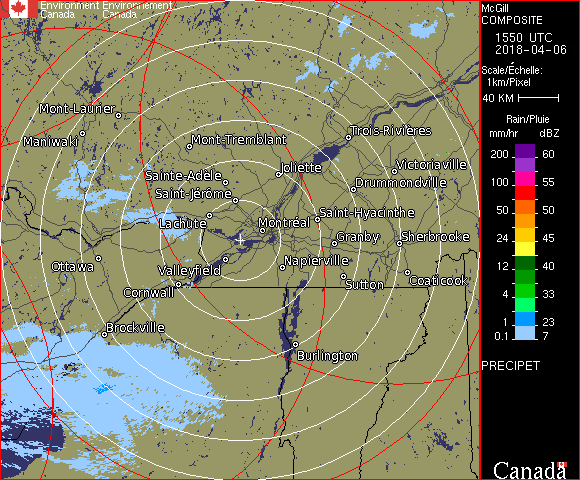 Environment Environnement
Canada Canada
Mont-Laurier
Maniwaki
Mont-Tremblant
Trois-Rivières
Joliette
Victoriaville
Sainte-Adèle
Drummondville
Saint-Jérôme
Saint-Hyacinthe
Lachute
Montréal
Granby
Sherbrooke
Ottawa
Valleyfield
Napierville
Cornwall
Sutton
Coaticook
Brockville
Burlington
McGill
COMPOSITE
1550 UTC
2018-04-06
Scale/Échelle:
1km/Pixel
40 KM
Rain/Pluie
mm/hr dBZ
200 60
100 55
50 50
24 45
12 40
4 33
1 23
0.1 7
PRECIPET
Canada